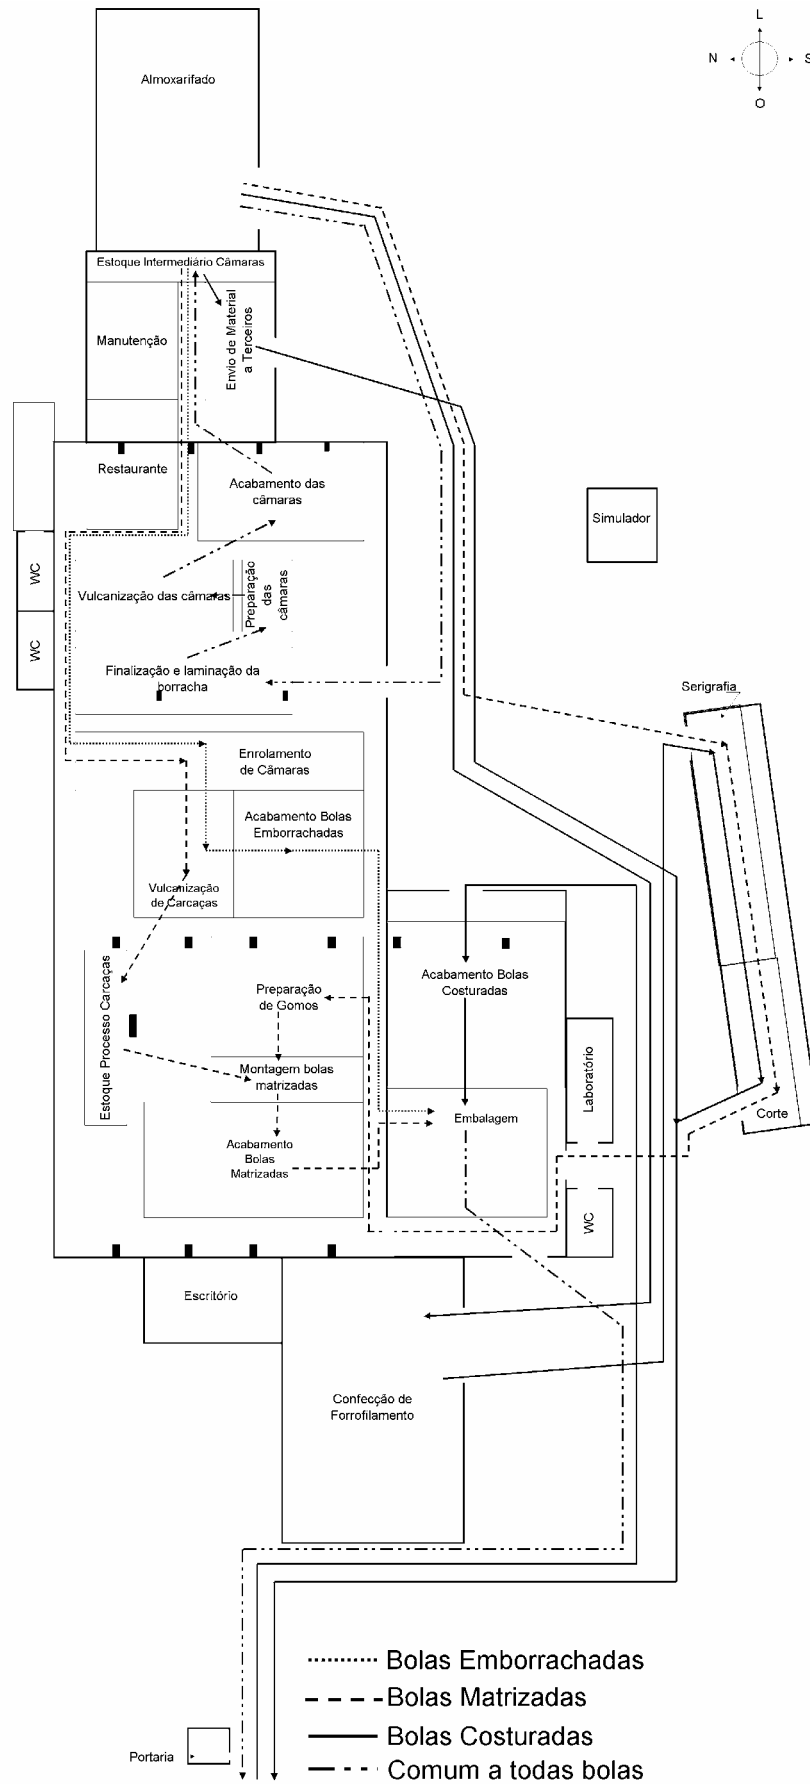 L
N
S
O
Almoxarifado
Estoque Intermediário Câmaras
Manutenção
Envio de Material
a Terceiros
Restaurante
Acabamento das
câmaras
Simulador
WC
Vulcanização das câmaras
Preparação
das
câmaras
WC
Finalização e laminação da
borracha
Serigrafia
Enrolamento
de Câmaras
Acabamento Bolas
Emborrachadas
Vulcanização
de Carcaças
Estoque Processo Carcaças
Preparação
de Gomos
Acabamento Bolas
Costuradas
Montagem bolas
matrizadas
Laboratório
Embalagem
Corte
Acabamento
Bolas
Matrizadas
WC
Escritório
Confecção de
Forrofilamento
Bolas Emborrachadas
Bolas Matrizadas
Bolas Costuradas
Portaria
Comum a todas bolas